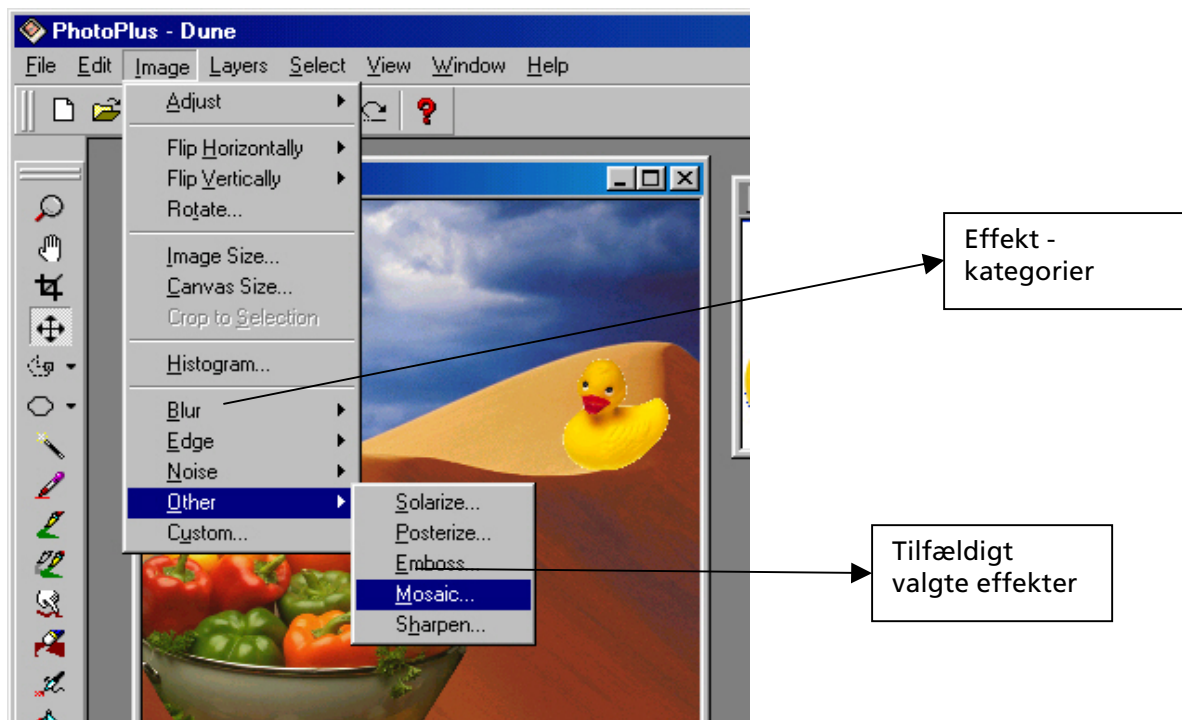 PhotoPlus - Dune
File Edit Image Layers Select View Window Help
Adjust
Flip Horizontally
Flip Vertically
Rotate...
Image Size...
Canvas Size...
Crop to Selection
Histogram...
Blur
Edge
Noise
Other
Custom...
Solarize...
Posterize...
Emboss...
Mosaic...
Sharpen...
Effekt -
kategorier
Tilfældigt
valgte effekter